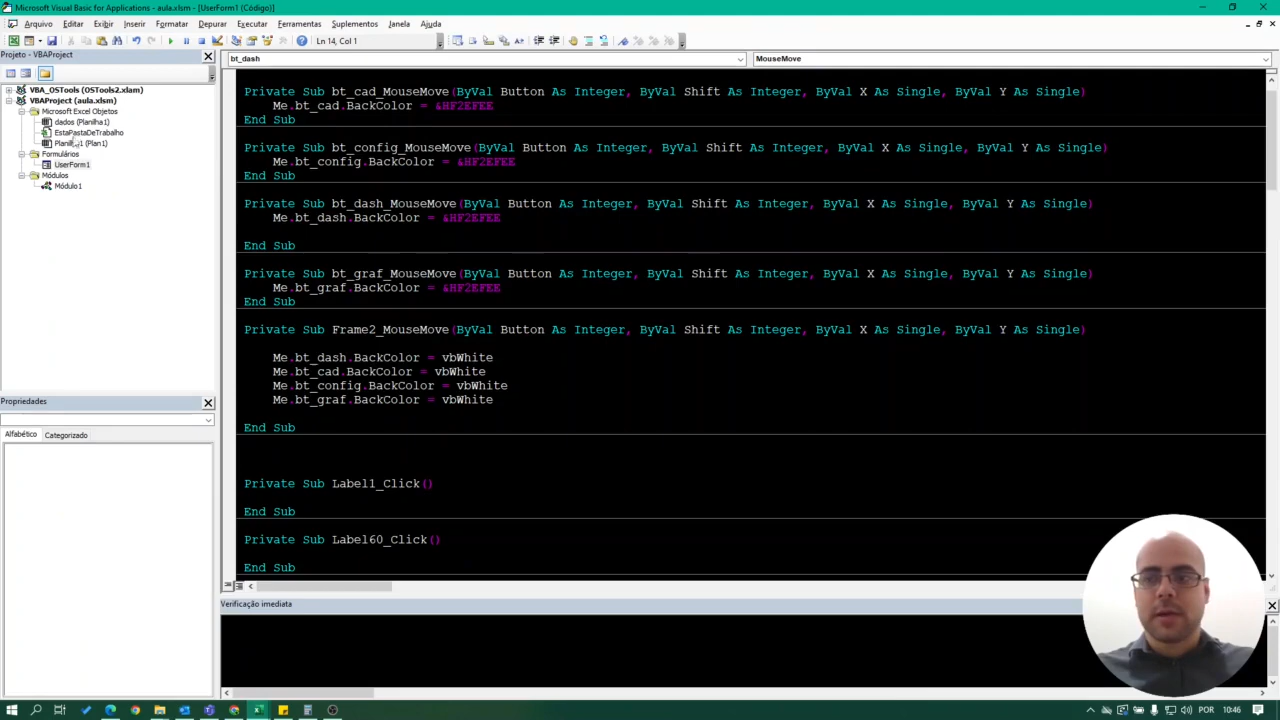 Microsoft Visual Basic for Applications - aula.xlsm - [UserForm1 (Código)]
Arquivo Editar Exibir Inserir Formatar Depurar Executar Ferramentas Suplementos Janela Ajuda
Ln 14, Col 1
Projeto - VBAProject
VBA_OSTools (OSTools2.xlam)
VBAProject (aula.xlsm)
Microsoft Excel Objetos
dados (Planilha1)
EstaPastaDeTrabalho
(Plan1)
Formulários
UserForm1
Módulos
Módulo1
Propriedades
Alfabético Categorizado
bt_dash MouseMove
Private Sub bt_cad_MouseMove(ByVal Button As Integer, ByVal Shift As Integer, ByVal X As Single, ByVal Y As Single)
Me.bt_cad.BackColor = &HF2EFEE
End Sub
Private Sub bt_config_MouseMove(ByVal Button As Integer, ByVal Shift As Integer, ByVal X As Single, ByVal Y As Single)
Me.bt_config.BackColor = &HF2EFEE
End Sub
Private Sub bt_dash_MouseMove(ByVal Button As Integer, ByVal Shift As Integer, ByVal X As Single, ByVal Y As Single)
Me.bt_dash.BackColor = &HF2EFEE
End Sub
Private Sub bt_graf_MouseMove(ByVal Button As Integer, ByVal Shift As Integer, ByVal X As Single, ByVal Y As Single)
Me.bt_graf.BackColor = &HF2EFEE
End Sub
Private Sub Frame2_MouseMove(ByVal Button As Integer, ByVal Shift As Integer, ByVal X As Single, ByVal Y As Single)
Me.bt_dash.BackColor = vbWhite
Me.bt_cad.BackColor = vbWhite
Me.bt_config.BackColor = vbWhite
Me.bt_graf.BackColor = vbWhite
End Sub
Private Sub Label1_Click()
End Sub
Private Sub Label60_Click()
End Sub
Verificação imediata
POR 10:46